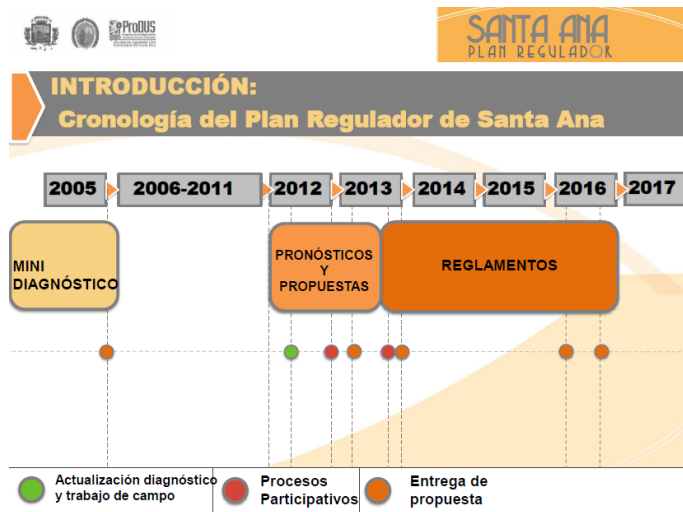 ProDUS
SANTA ANA
PLAN REGULADOR
INTRODUCCIÓN:
Cronología del Plan Regulador de Santa Ana
2005 2006-2011 2012 2013 2014 2015 2016 2017
MINI
DIAGNÓSTICO
PRONÓSTICOS
Y
PROPUESTAS
REGLAMENTOS
Actualización diagnóstico
y trabajo de campo
Procesos
Participativos
Entrega de
propuesta